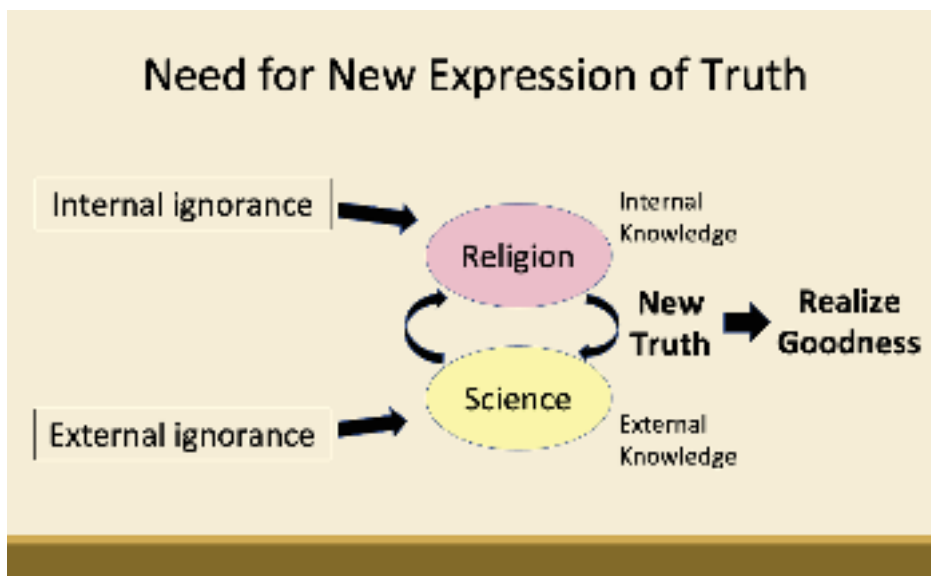 Need for New Expression of Truth
Internal ignorance
Religion
Internal
Knowledge
New
Truth
Realize
Goodness
Science
External ignorance
External
Knowledge